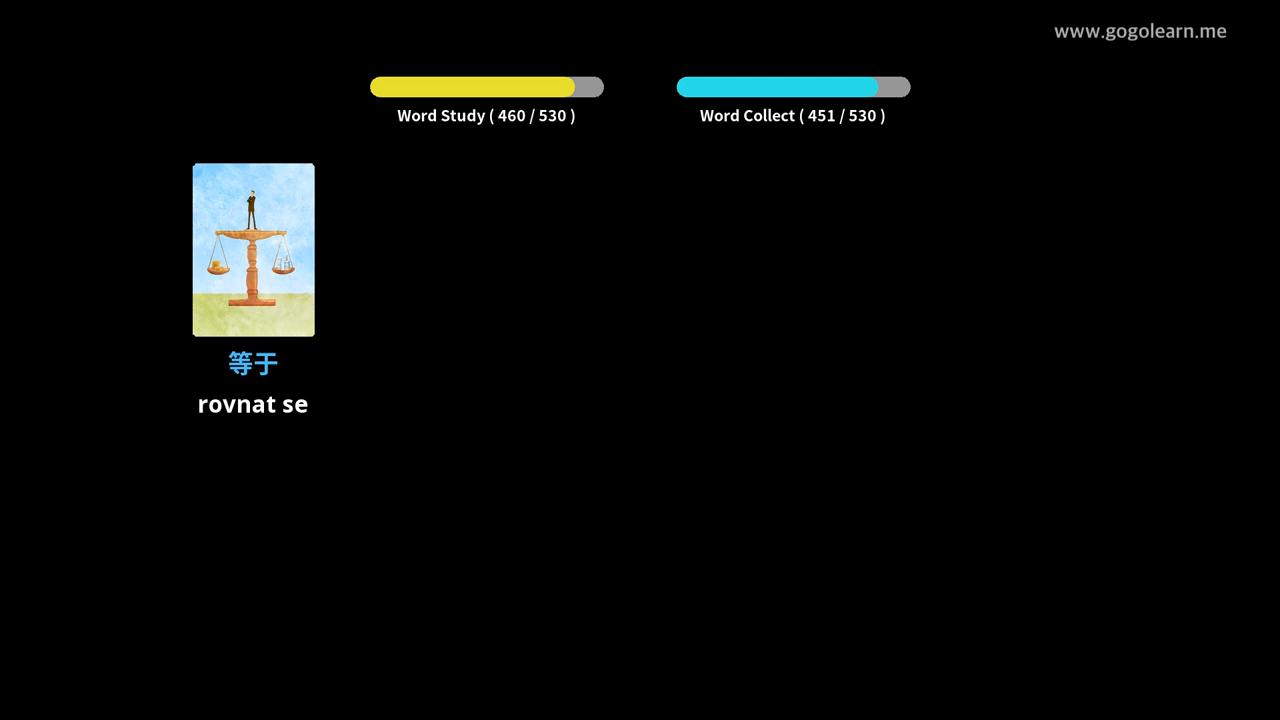 www.gogolearn.me
Word Study ( 460 / 530 )
Word Collect ( 451 / 530 )
等于
rovnat se